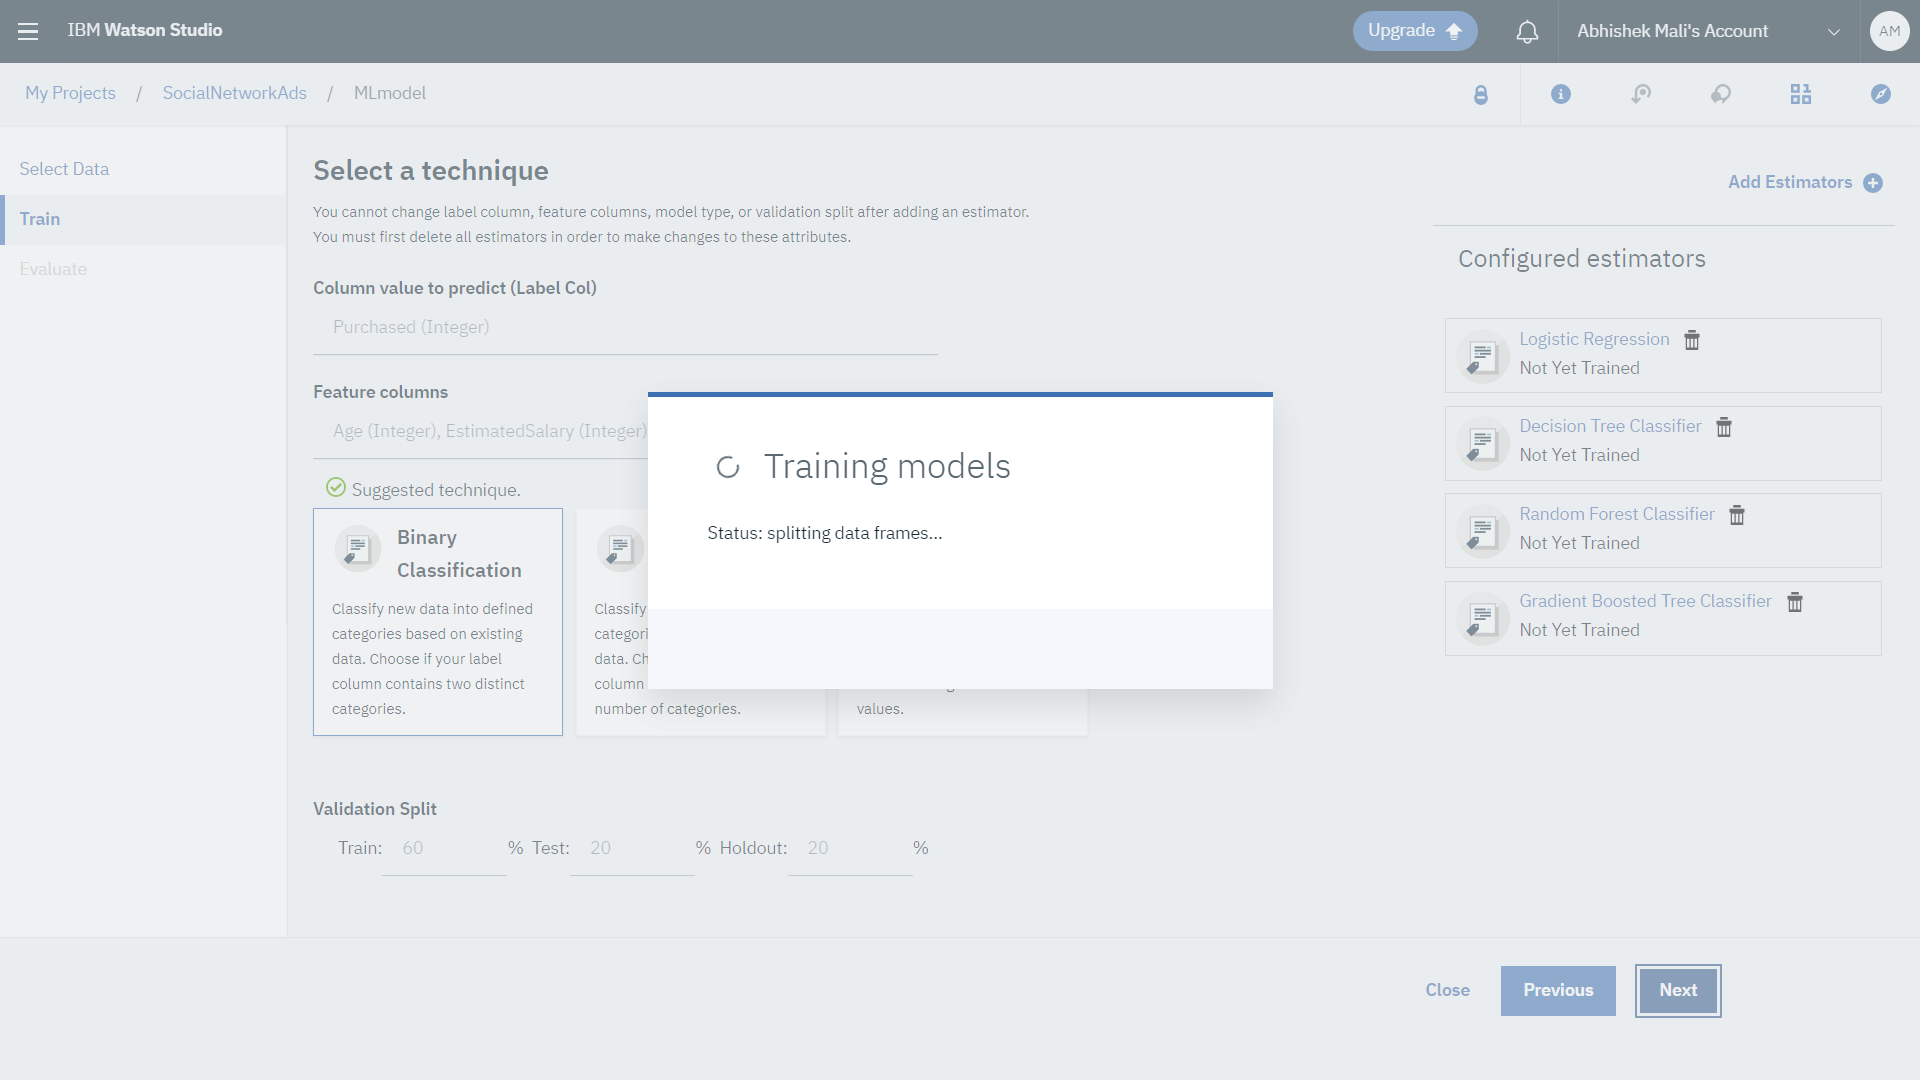 IBM Watson Studio
Upgrade
Abhishek Mali's Account
AM
My Projects / SocialNetworkAds / MLmodel
Select Data
Train
Evaluate
Select a technique
You cannot change label column, feature columns, model type, or validation split after adding an estimator.
You must first delete all estimators in order to make changes to these attributes.
Column value to predict (Label Col)
Purchased (Integer)
Feature columns
Age (Integer), EstimatedSalary (Integer)
Suggested technique.
Binary
Classification
Classify new data into defined
categories based on existing
data. Choose if your label
column contains two distinct
categories.
Classify
data.
column
number of categories.
values.
Training models
Status: splitting data frames...
Validation Split
Train: 60 % Test: 20 % Holdout: 20 %
Add Estimators
Configured estimators
Logistic Regression
Not Yet Trained
Decision Tree Classifier
Not Yet Trained
Random Forest Classifier
Not Yet Trained
Gradient Boosted Tree Classifier
Not Yet Trained
Close
Previous
Next